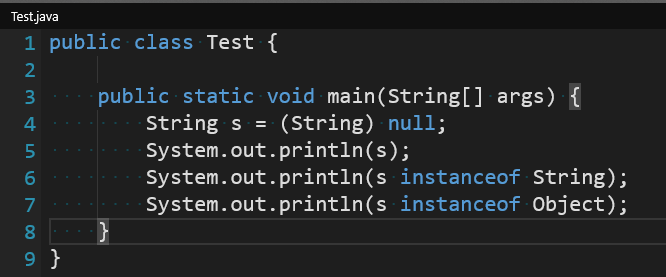 Test.java
1 public class Test {
2
3     public static void main(String[] args) {
4         String s = (String) null;
5         System.out.println(s);
6         System.out.println(s instanceof String);
7         System.out.println(s instanceof Object);
8     }
9 }